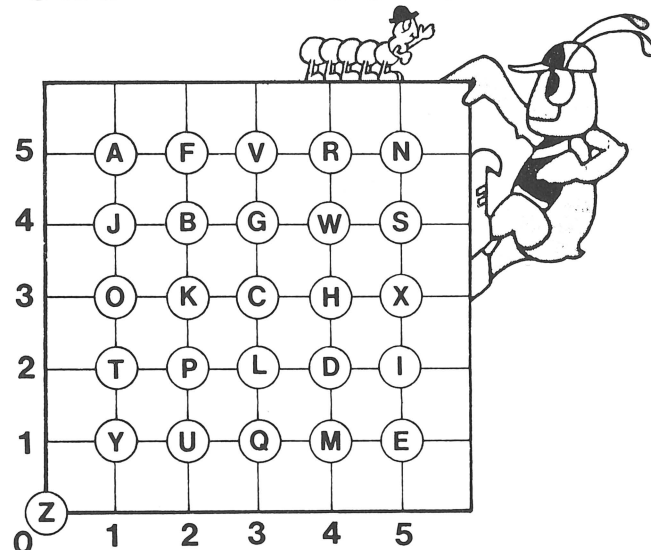 5 A F V R N
4 J B G W S
3 O K C H X
2 T P L D I
1 Y U Q M E
Z
0 1 2 3 4 5